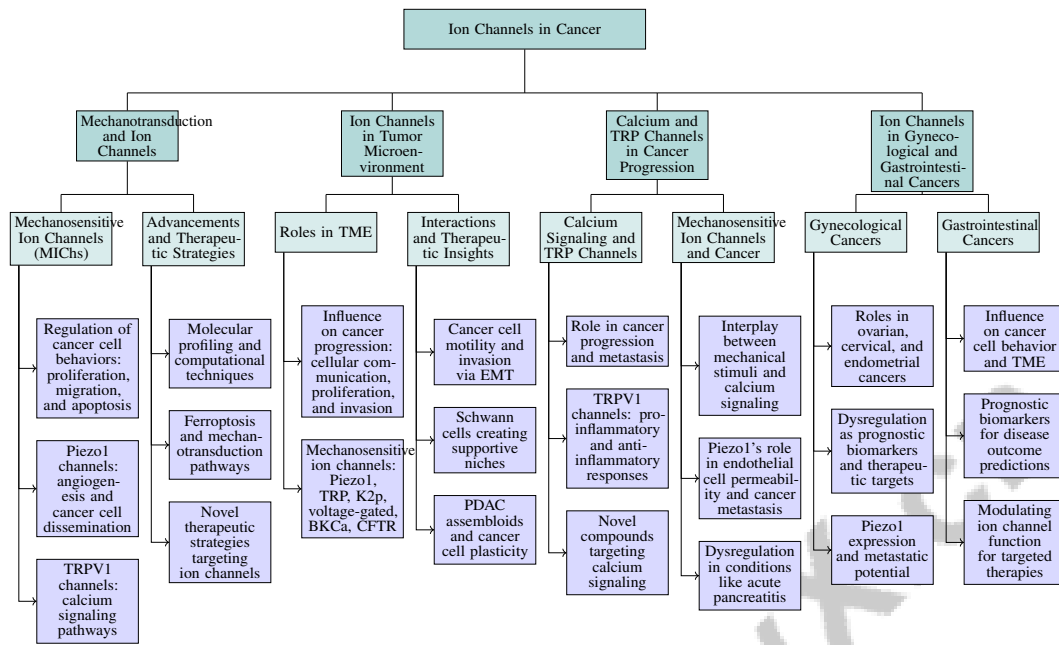 Ion Channels in Cancer
Mechanotransduction
and Ion
Channels
Ion Channels
in Tumor
Microen-
vironment
Calcium and
TRP Channels
in Cancer
Progression
Ion Channels
in Gyneco-
logical and
Gastrointesti-
nal Cancers
Mechanosensitive
Ion Channels
(MIChs)
Advancements
and Therapeu-
tic Strategies
Roles in TME
Interactions
and Therapeu-
tic Insights
Calcium
Signaling and
TRP Channels
Mechanosensitive
Ion Channels
and Cancer
Gynecological
Cancers
Gastrointestinal
Cancers
Regulation of
cancer cell
behaviors:
proliferation,
migration,
and apoptosis
Piezo1
channels:
angiogen-
esis and
cancer cell
dissemination
TRPV1
channels:
calcium
signaling
pathways
Molecular
profiling and
computational
techniques
Ferroptosis
and mechan-
otransduction
pathways
Novel
therapeutic
strategies
targeting
ion channels
Influence
on cancer
progression:
cellular com-
munication,
proliferation,
and invasion
Mechanosensitive
ion channels:
Piezo1,
TRP, K2p,
voltage-gated,
BKCa, CFTR
Cancer cell
motility and
invasion
via EMT
Schwann
cells creating
supportive
niches
PDAC
assembloids
and cancer
cell plasticity
Role in cancer
progression
and metastasis
TRPV1
channels: pro-
inflammatory
and anti-
inflammatory
responses
Novel
compounds
targeting
calcium
signaling
Interplay
between
mechanical
stimuli and
calcium
signaling
Piezo1's
role in
endothelial
cell permeabil-
ity and cancer
metastasis
Dysregulation
in conditions
like acute
pancreatitis
Roles in
ovarian,
cervical, and
endometrial
cancers
Dysregulation
as prognostic
biomarkers
and therapeu-
tic targets
Piezo1
expression
and metastatic
potential
Influence
on cancer
cell behavior
and TME
Prognostic
biomarkers
for disease
outcome
predictions
Modulating
ion channel
function
for targeted
therapies